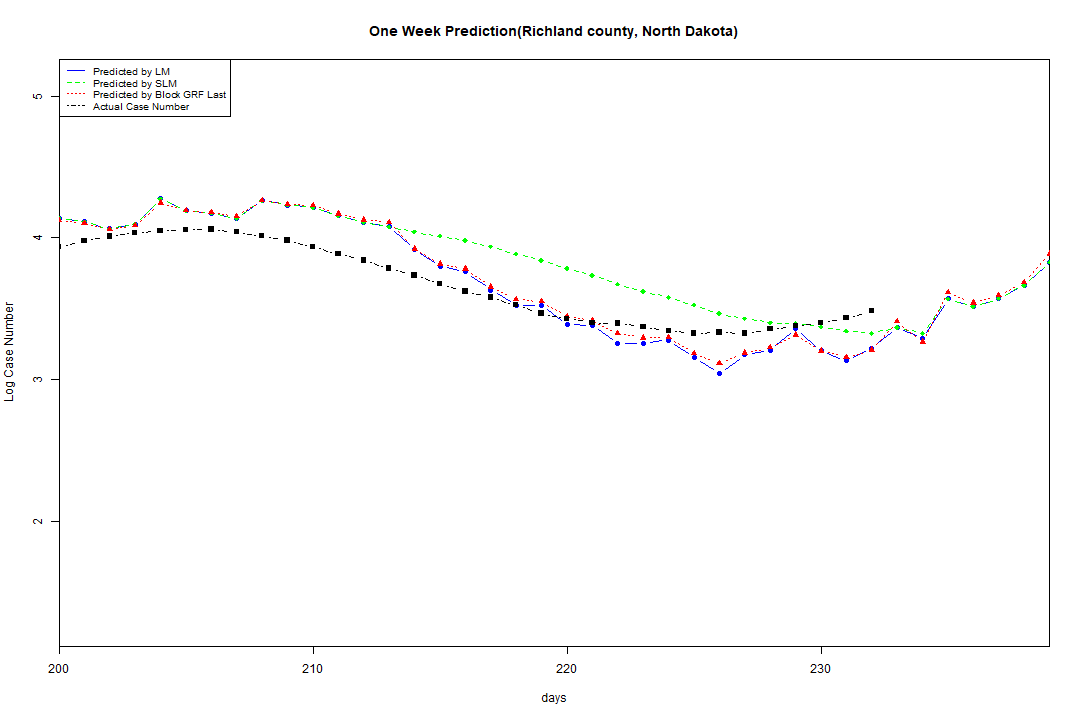 One Week Prediction(Richland county, North Dakota)
Predicted by LM
Predicted by SLM
Predicted by Block GRF Last
Actual Case Number
5
4
3
2
Log Case Number
200 210 220 230
days